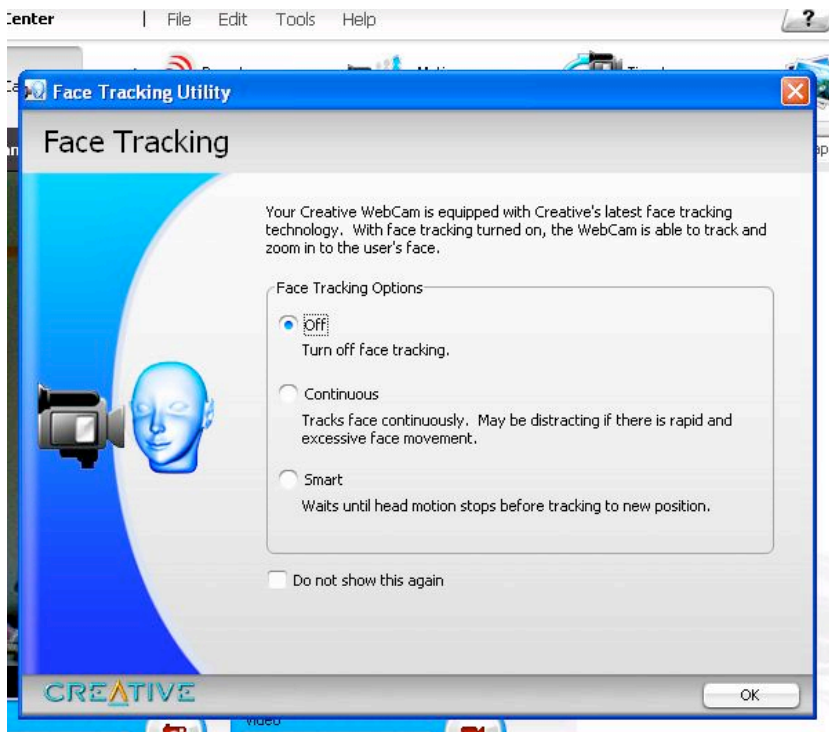 Center | File Edit Tools Help
?
Face Tracking Utility
Face Tracking
Your Creative WebCam is equipped with Creative's latest face tracking
technology. With face tracking turned on, the WebCam is able to track and
zoom in to the user's face.
Face Tracking Options
Off
Turn off face tracking.
Continuous
Tracks face continuously. May be distracting if there is rapid and
excessive face movement.
Smart
Waits until head motion stops before tracking to new position.
Do not show this again
CREATIVE
OK